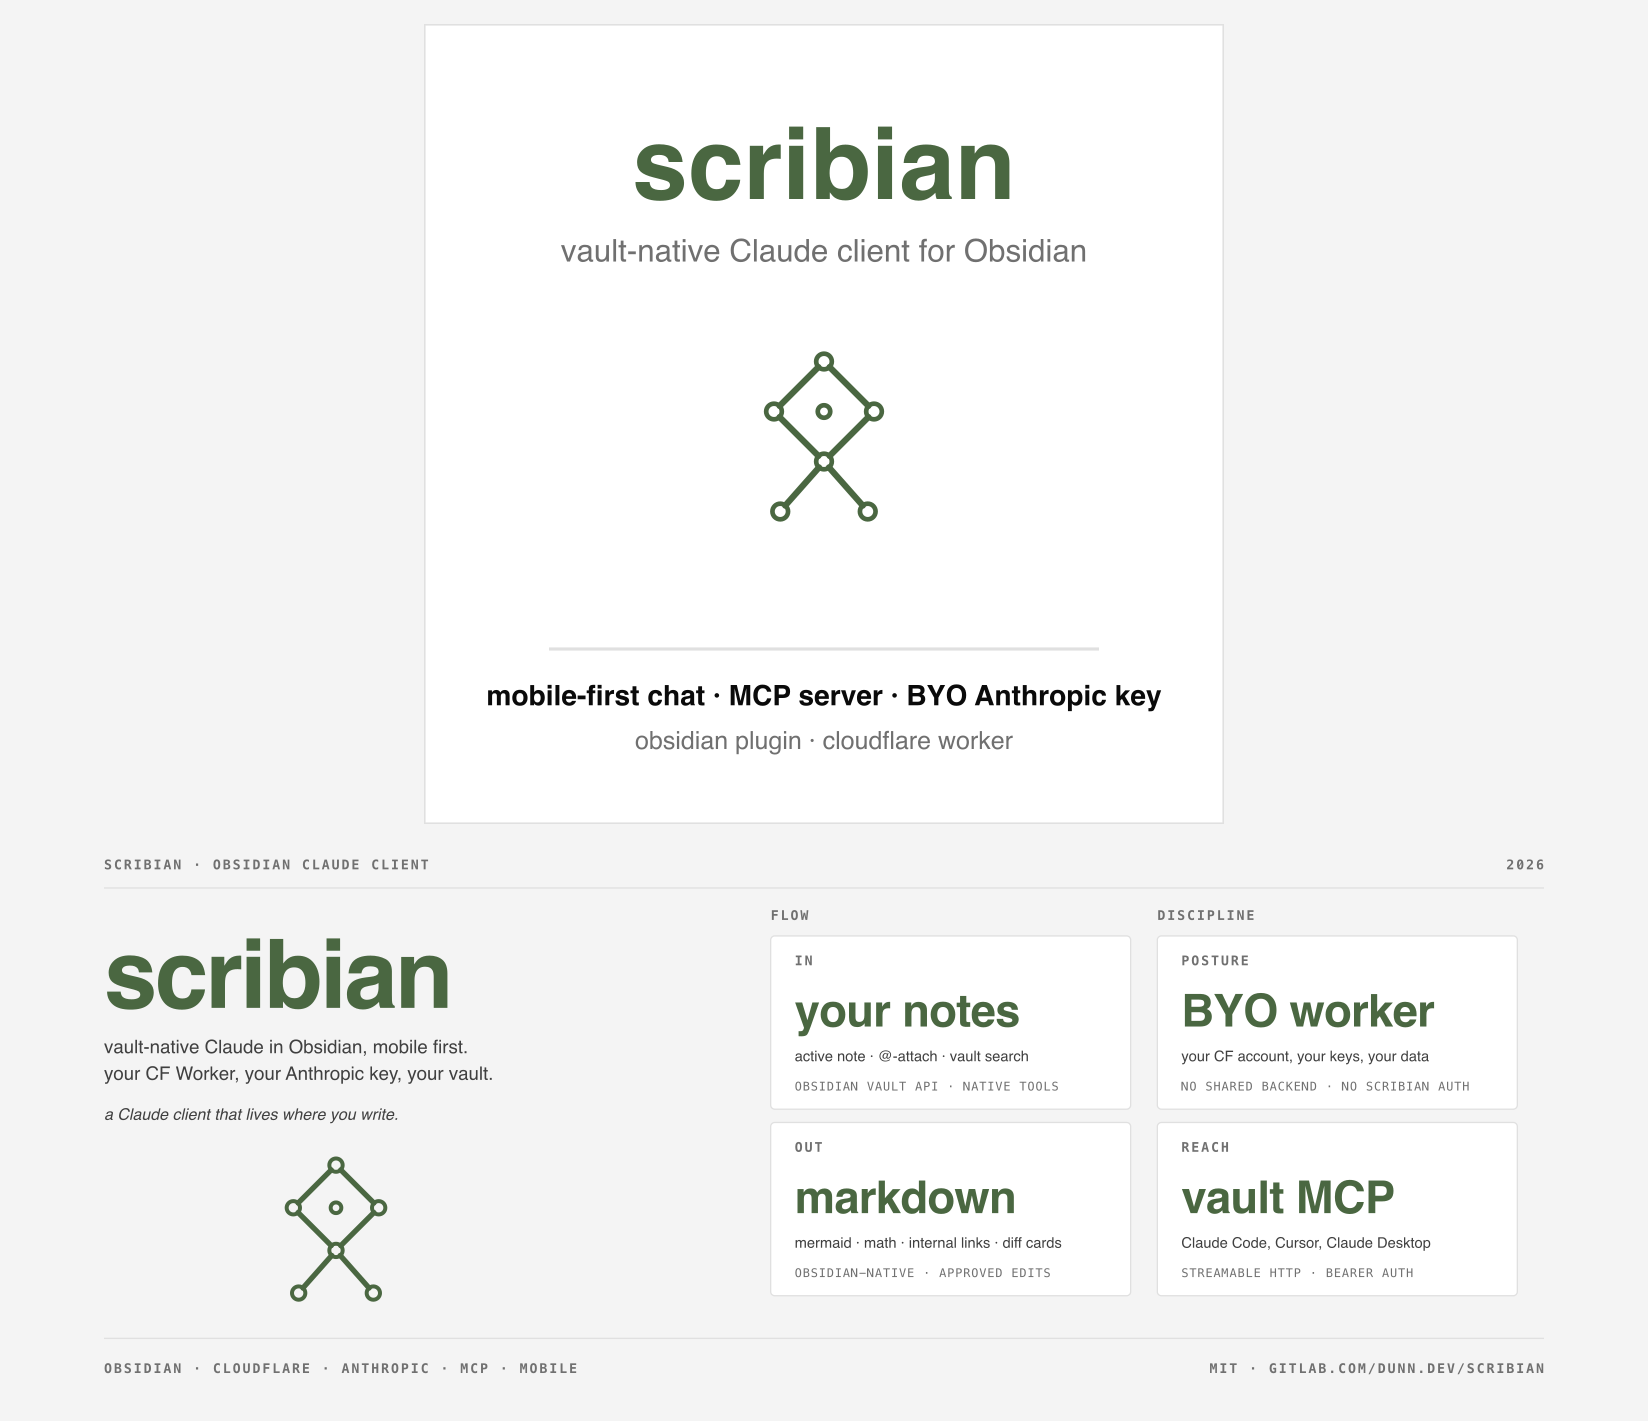 scribian
vault-native Claude client for Obsidian
mobile-first chat · MCP server · BYO Anthropic key
obsidian plugin · cloudflare worker
SCRIBIAN · OBSIDIAN CLAUDE CLIENT
2026
scribian
vault-native Claude in Obsidian, mobile first.
your CF Worker, your Anthropic key, your vault.
a Claude client that lives where you write.
FLOW
IN
your notes
active note · @-attach · vault search
OBSIDIAN VAULT API · NATIVE TOOLS
OUT
markdown
mermaid · math · internal links · diff cards
OBSIDIAN-NATIVE · APPROVED EDITS
DISCIPLINE
POSTURE
BYO worker
your CF account, your keys, your data
NO SHARED BACKEND · NO SCRIBIAN AUTH
REACH
vault MCP
Claude Code, Cursor, Claude Desktop
STREAMABLE HTTP · BEARER AUTH
OBSIDIAN · CLOUDFLARE · ANTHROPIC · MCP · MOBILE
MIT · GITLAB.COM/DUNN.DEV/SCRIBIAN